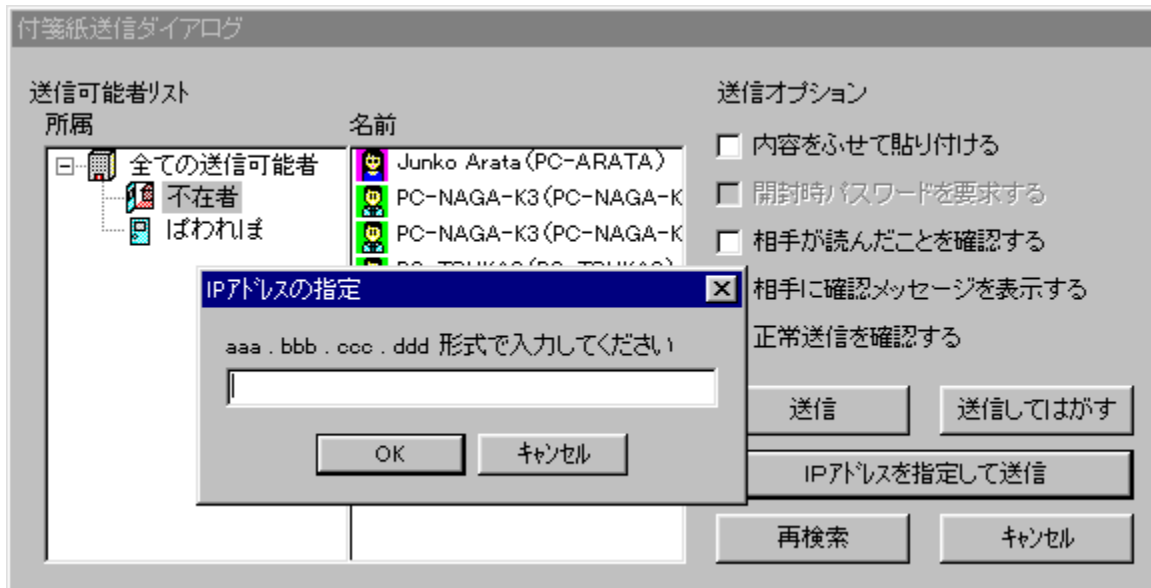 付箋紙送信ダイアログ
送信可能者リスト
所属
名前
全ての送信可能者
不在者
ぱわれぽ
Junko Arata(PC-ARATA)
PC-NAGA-K3(PC-NAGA-K
PC-NAGA-K3(PC-NAGA-K
送信オプション
内容をふせて貼り付ける
開封時パスワードを要求する
相手が読んだことを確認する
相手に確認メッセージを表示する
正常送信を確認する
IPアドレスの指定
aaa.bbb.ccc.ddd 形式で入力してください
OK
キャンセル
送信
送信してはがす
IPアドレスを指定して送信
再検索
キャンセル